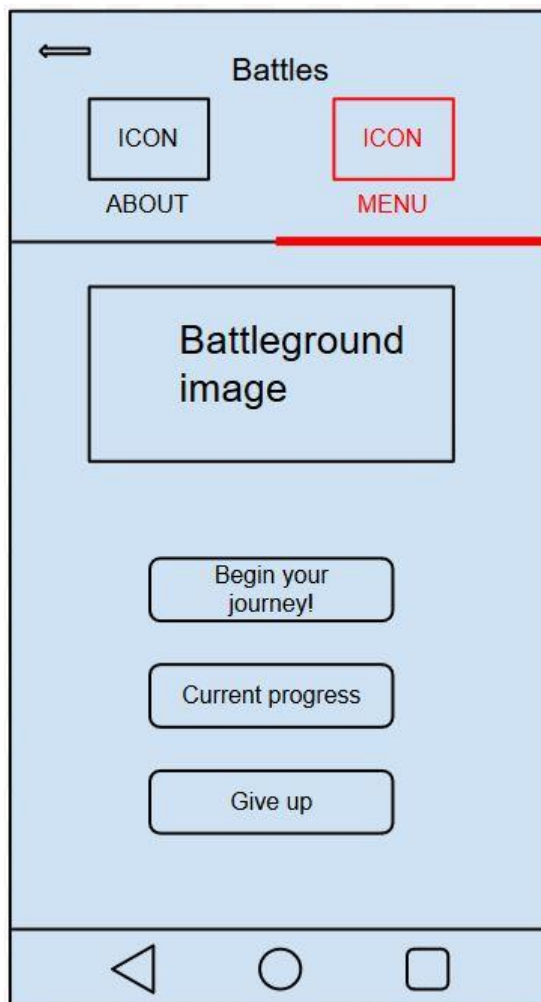 Battles
ICON
ICON
ABOUT
MENU
Battleground
image
Begin your
journey!
Current progress
Give up